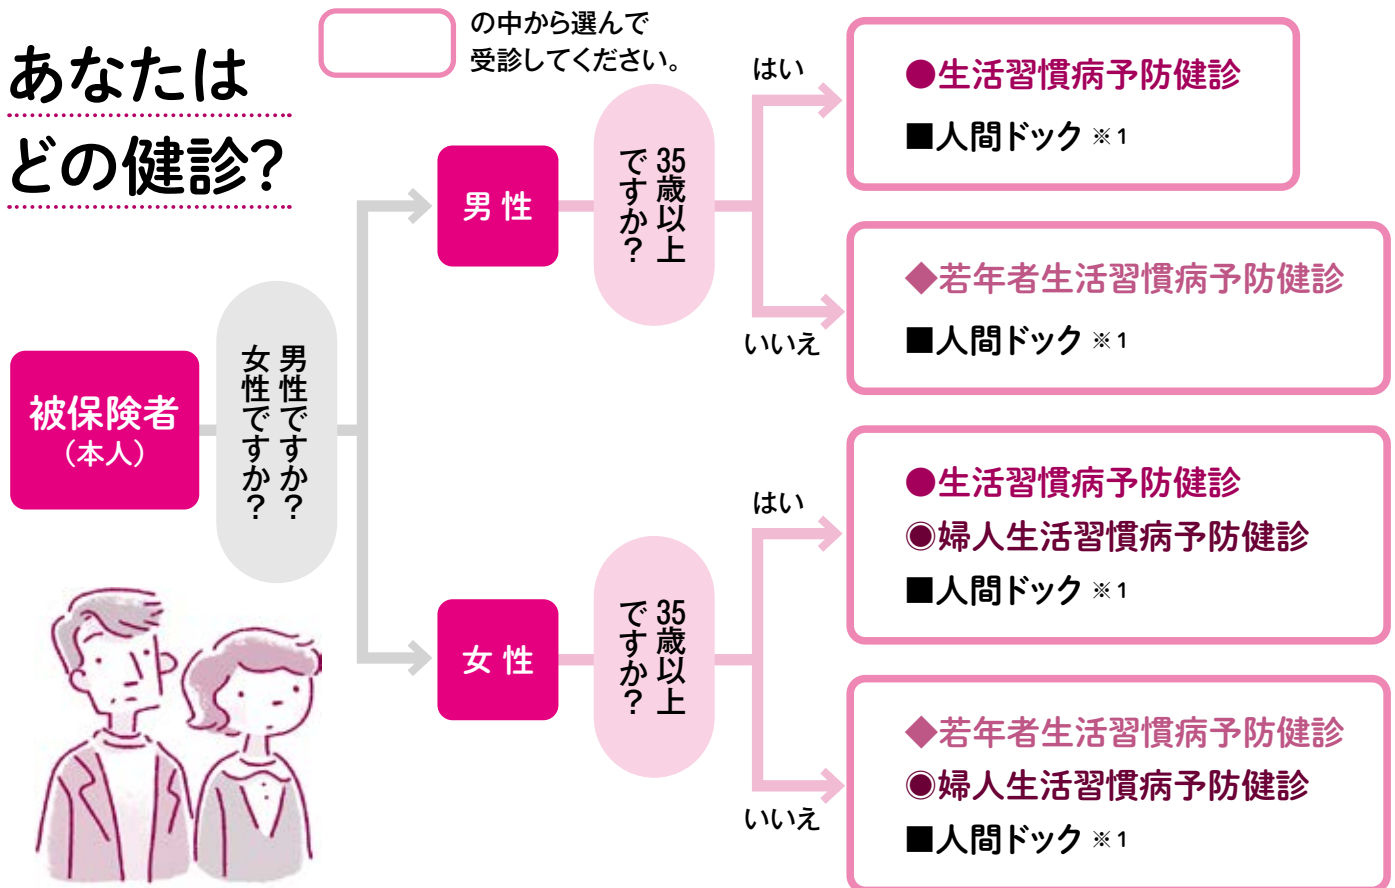 あなたは
どの健診?
の中から選んで
受診してください。
被保険者
（本人）
男性ですか?
女性ですか?
男性
35歳以上
ですか?
はい
●生活習慣病予防健診
■人間ドック ※1
いいえ
◆若年者生活習慣病予防健診
■人間ドック ※1
女性
35歳以上
ですか?
はい
●生活習慣病予防健診
◉婦人生活習慣病予防健診
■人間ドック ※1
いいえ
◆若年者生活習慣病予防健診
◉婦人生活習慣病予防健診
■人間ドック ※1